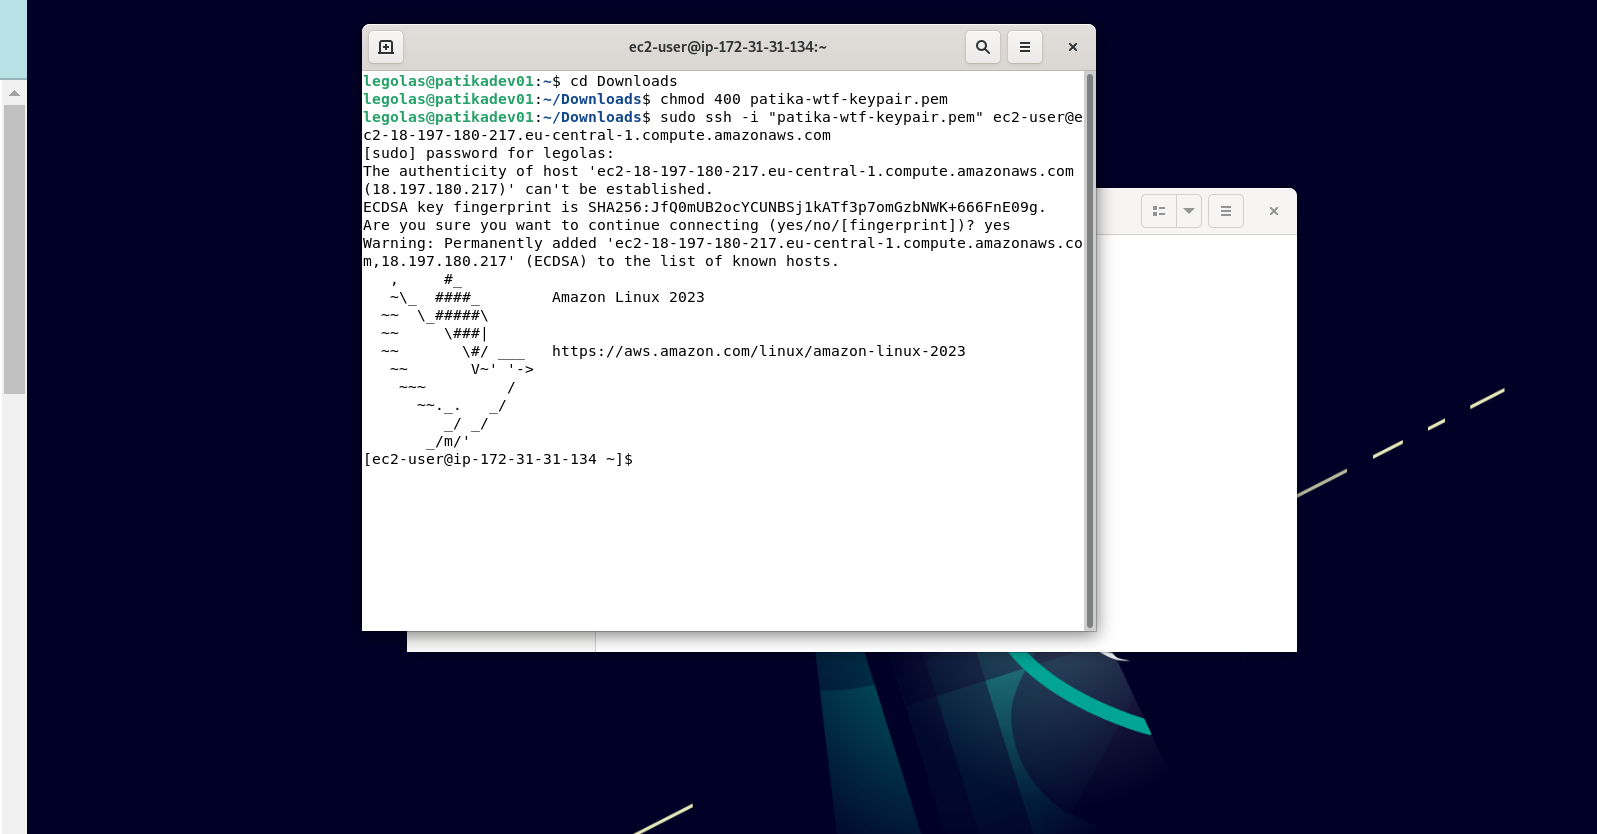 ec2-user@ip-172-31-31-134:~
legolas@patikadev01:~$ cd Downloads
legolas@patikadev01:~/Downloads$ chmod 400 patika-wtf-keypair.pem
legolas@patikadev01:~/Downloads$ sudo ssh -i "patika-wtf-keypair.pem" ec2-user@e
c2-18-197-180-217.eu-central-1.compute.amazonaws.com
[sudo] password for legolas:
The authenticity of host 'ec2-18-197-180-217.eu-central-1.compute.amazonaws.com
(18.197.180.217)' can't be established.
ECDSA key fingerprint is SHA256:JfQ0mUB2ocYCUNBSj1kATf3p7omGzbNWK+666FnE09g.
Are you sure you want to continue connecting (yes/no/[fingerprint])? yes
Warning: Permanently added 'ec2-18-197-180-217.eu-central-1.compute.amazonaws.co
m,18.197.180.217' (ECDSA) to the list of known hosts.
   ,     #_
   ~\_  ####_        Amazon Linux 2023
  ~~  \_#####\
  ~~     \###|
  ~~       \#/ ___   https://aws.amazon.com/linux/amazon-linux-2023
   ~~       V~' '->
    ~~~         /
      ~~._.   _/
         _/ _/
       _/m/'
[ec2-user@ip-172-31-31-134 ~]$